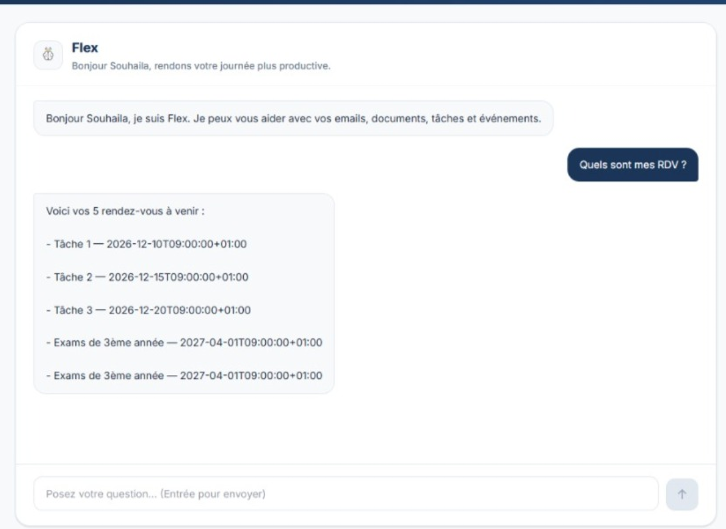 Flex
Bonjour Souhaila, rendons votre journée plus productive.
Bonjour Souhaila, je suis Flex. Je peux vous aider avec vos emails, documents, tâches et événements.
Quels sont mes RDV ?
Voici vos 5 rendez-vous à venir :
- Tâche 1 — 2026-12-10T09:00:00+01:00
- Tâche 2 — 2026-12-15T09:00:00+01:00
- Tâche 3 — 2026-12-20T09:00:00+01:00
- Exams de 3ème année — 2027-04-01T09:00:00+01:00
- Exams de 3ème année — 2027-04-01T09:00:00+01:00
Posez votre question... (Entrée pour envoyer)